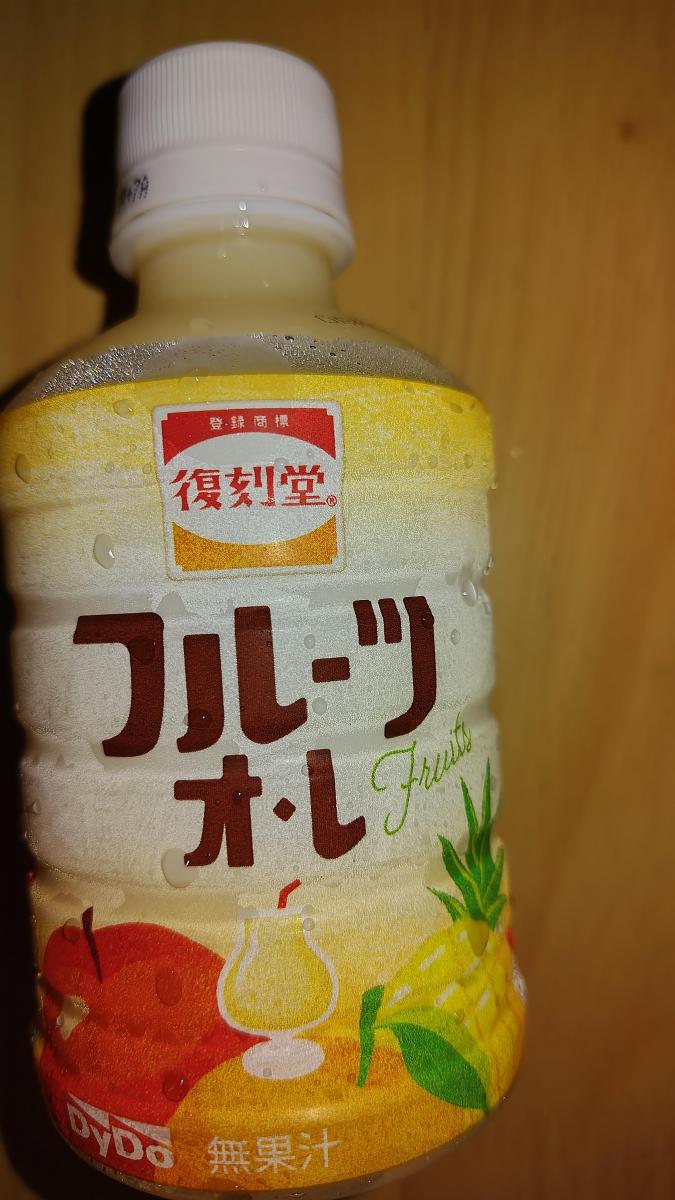 登録商標
復刻堂®
フルーツ
オ・レ
Fruits
DyDo
無果汁